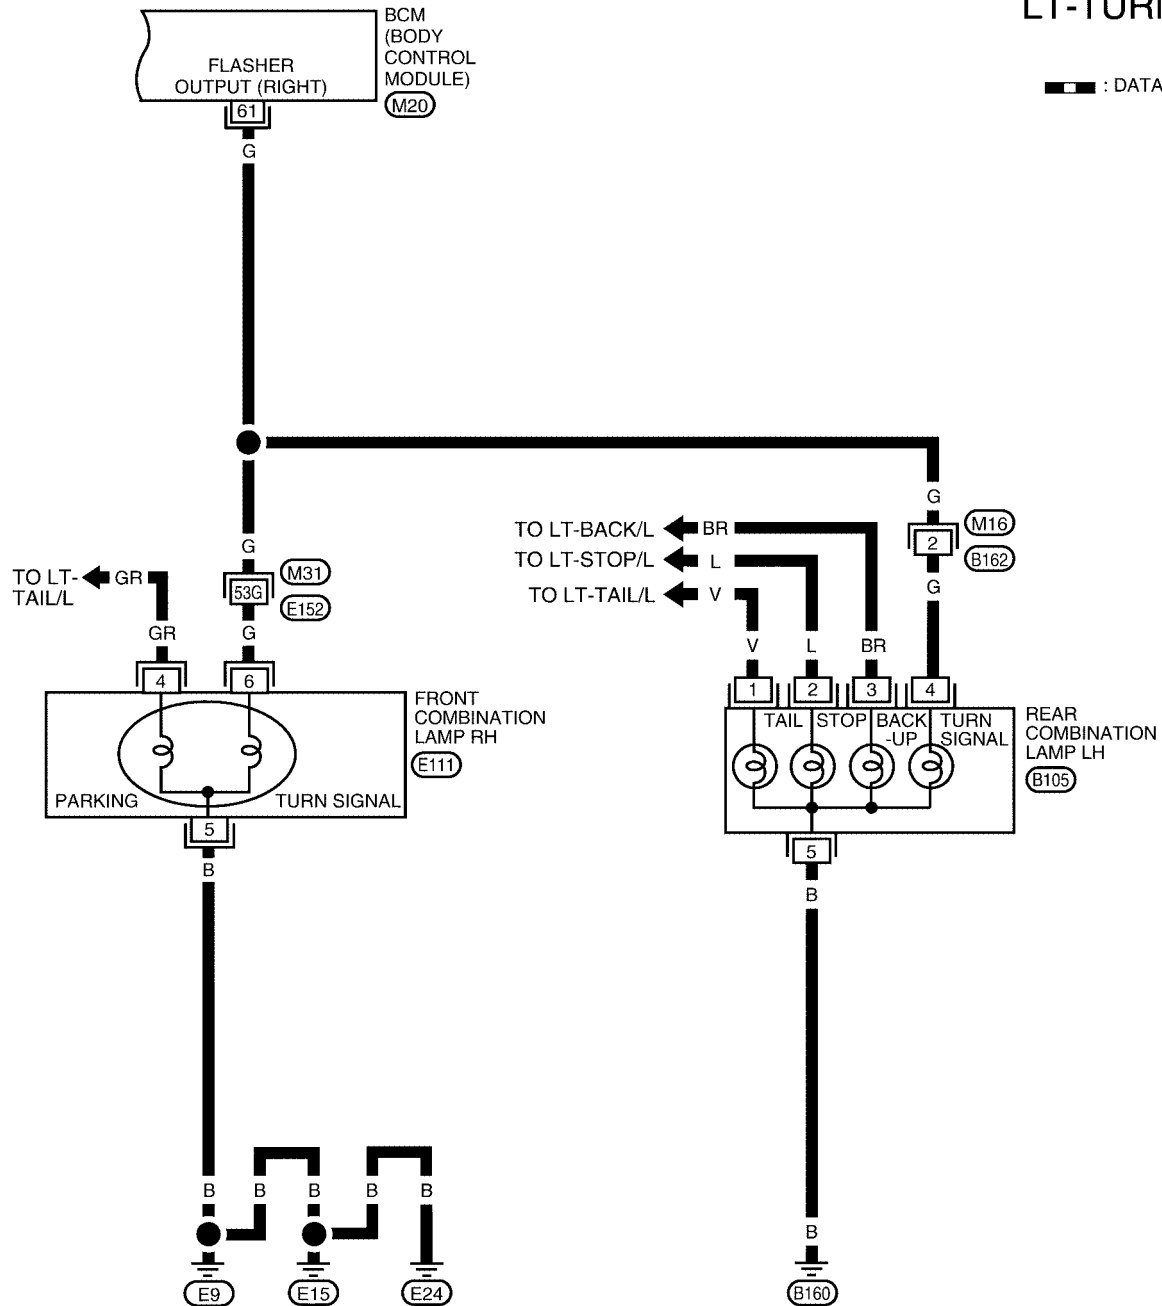 LT-TURN
: DATA
BCM
(BODY
CONTROL
MODULE)
M20
FLASHER
OUTPUT (RIGHT)
61
G
G
M16
2
B162
G
TO LT-BACK/L
BR
TO LT-STOP/L
L
TO LT-TAIL/L
V
G
M31
53G
E152
G
TO LT-
TAIL/L
GR
GR
V
L
BR
4
6
FRONT
COMBINATION
LAMP RH
E111
PARKING
TURN SIGNAL
5
B
1
2
3
4
TAIL
STOP
BACK
-UP
TURN
SIGNAL
REAR
COMBINATION
LAMP LH
B105
5
B
B
B
B
B
B
B
E9
E15
E24
B160